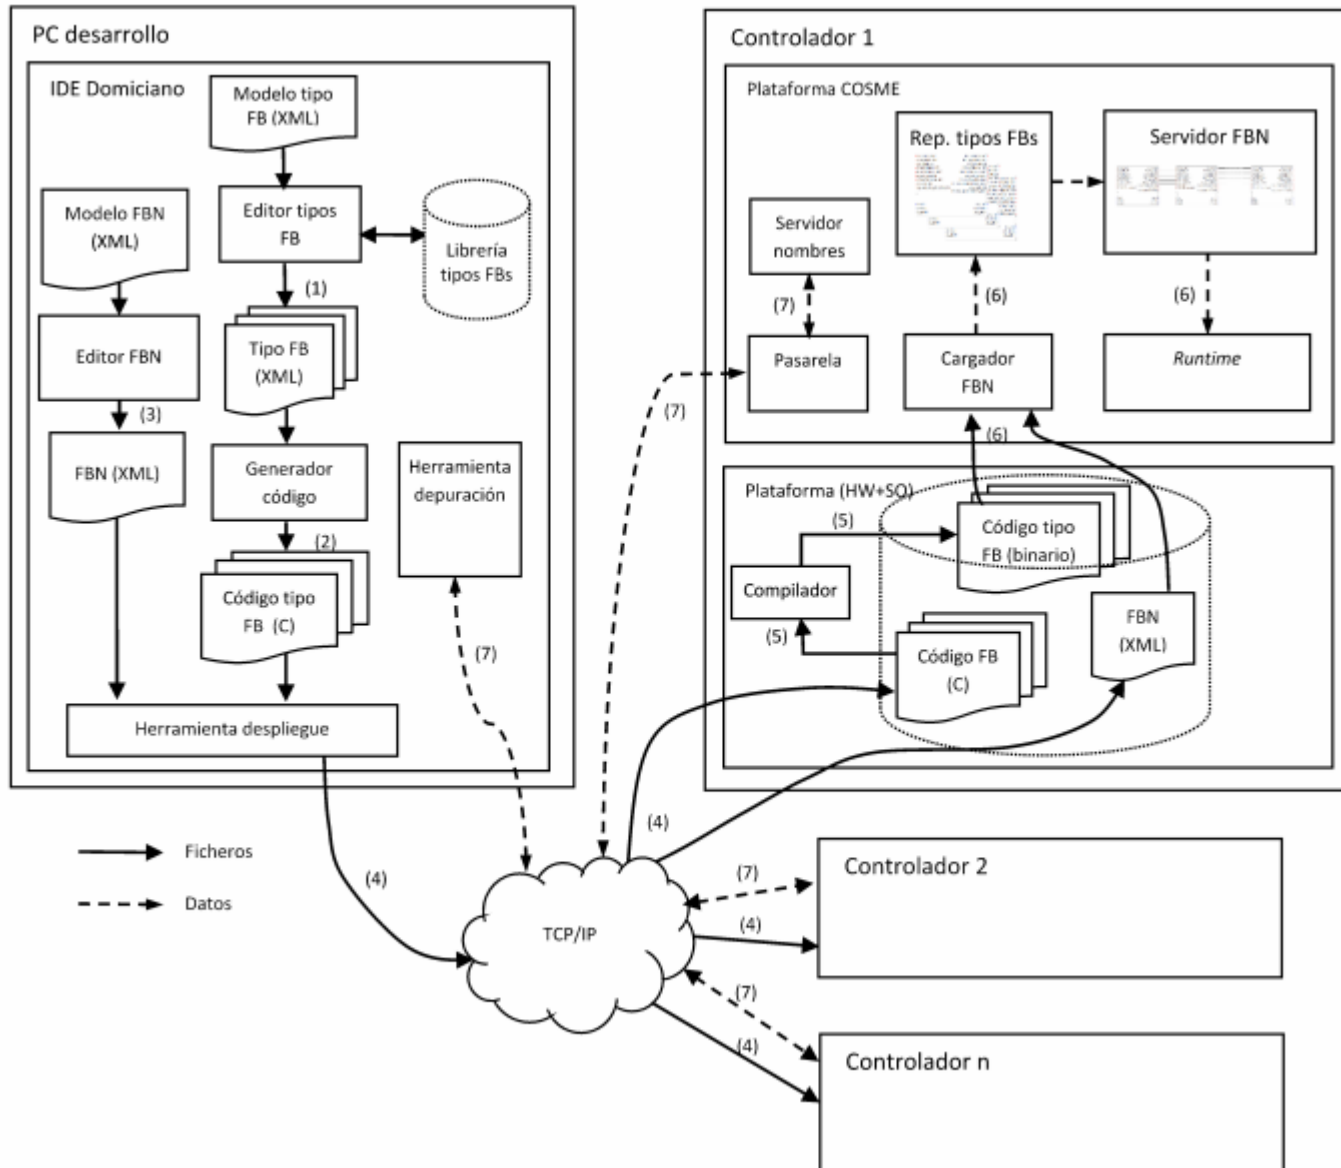 PC desarrollo
IDE Domiciano
Modelo tipo
FB (XML)
Modelo FBN
(XML)
Editor tipos
FB
Librería
tipos FBs
(1)
Editor FBN
Tipo FB
(XML)
(3)
FBN (XML)
Generador
código
Herramienta
depuración
(2)
Código tipo
FB (C)
(7)
Herramienta despliegue
Controlador 1
Plataforma COSME
Rep. tipos FBs
Servidor FBN
Servidor
nombres
(7)
(6)
(6)
Pasarela
Cargador
FBN
Runtime
(7)
(6)
Plataforma (HW+SO)
(5)
Código tipo
FB (binario)
Compilador
(5)
Código FB
(C)
FBN
(XML)
(4)
Ficheros
Datos
(4)
TCP/IP
(7)
(4)
Controlador 2
(7)
(4)
Controlador n